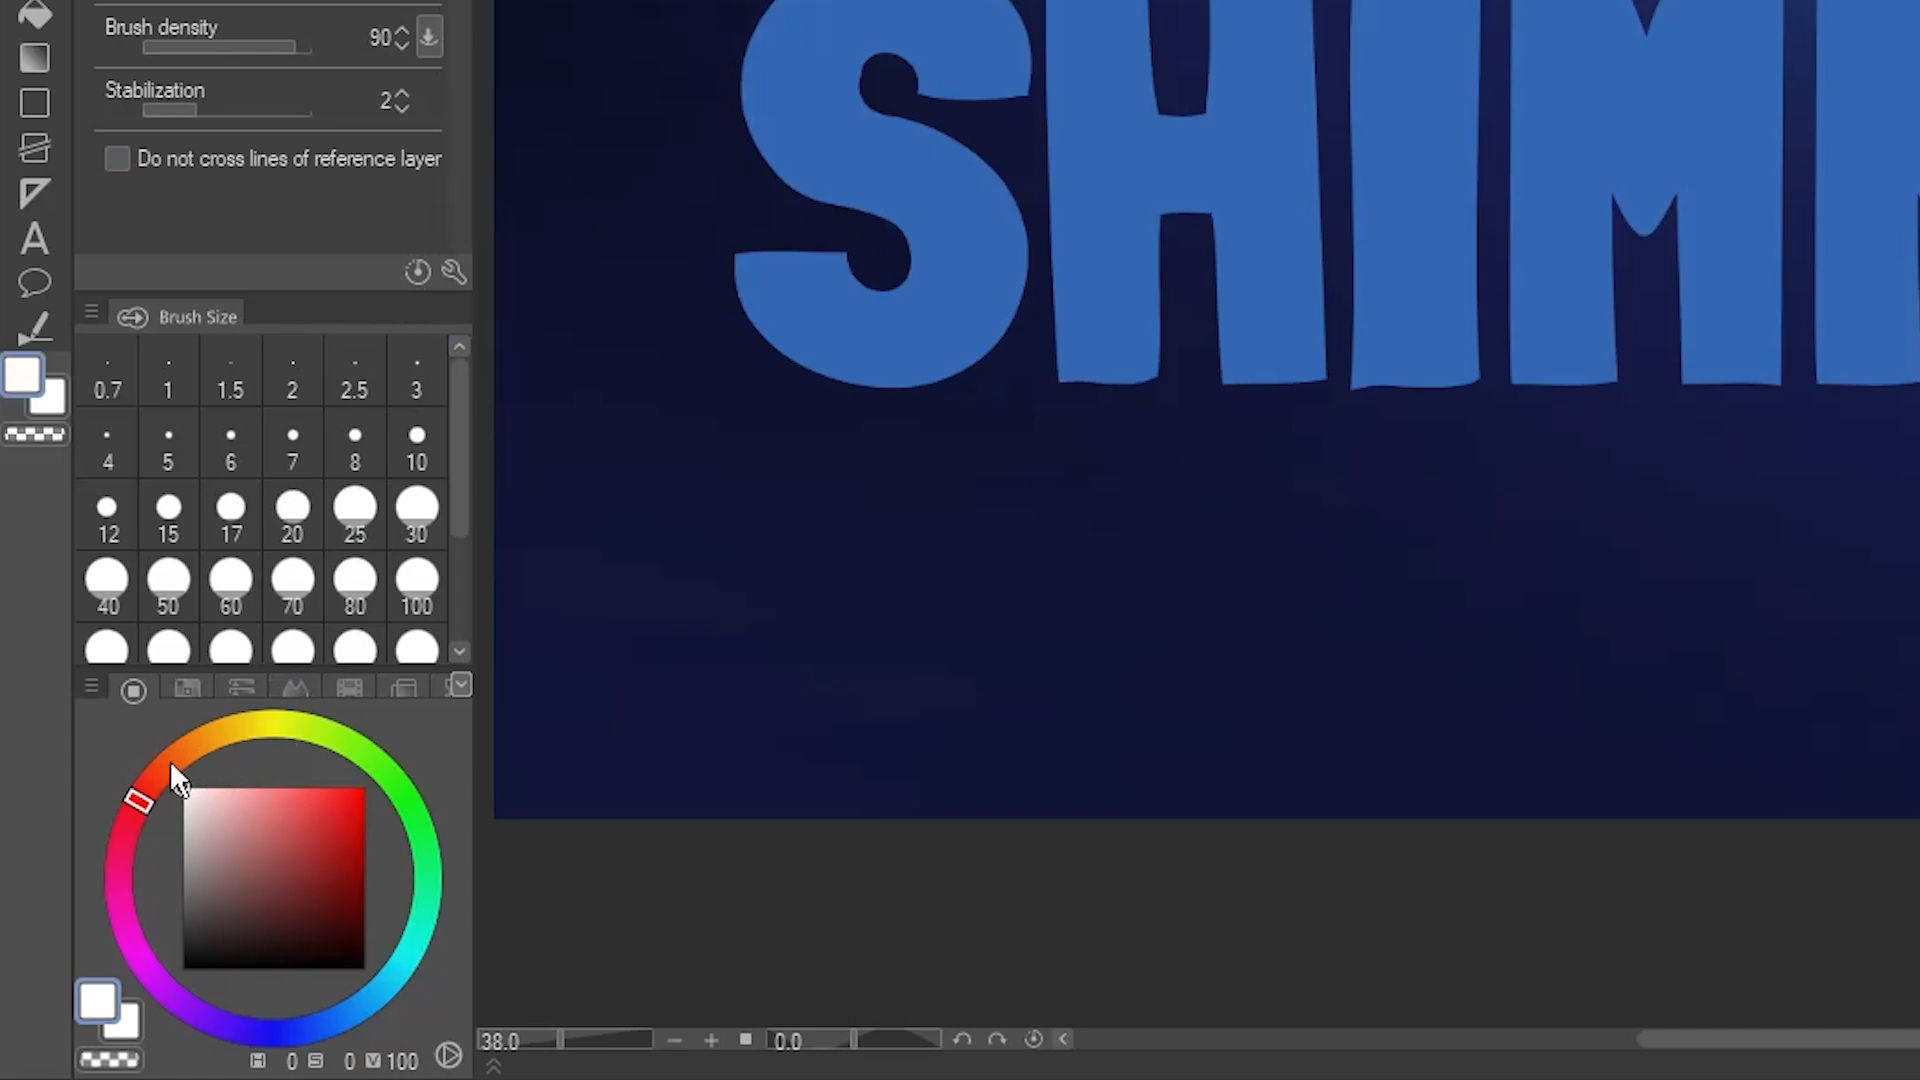 Brush density 90
Stabilization 2
Do not cross lines of reference layer
A
Brush Size
0.7 1 1.5 2 2.5 3
4 5 6 7 8 10
12 15 17 20 25 30
40 50 60 70 80 100
H 0 S 0 V 100
SHIM
38.0 0.0